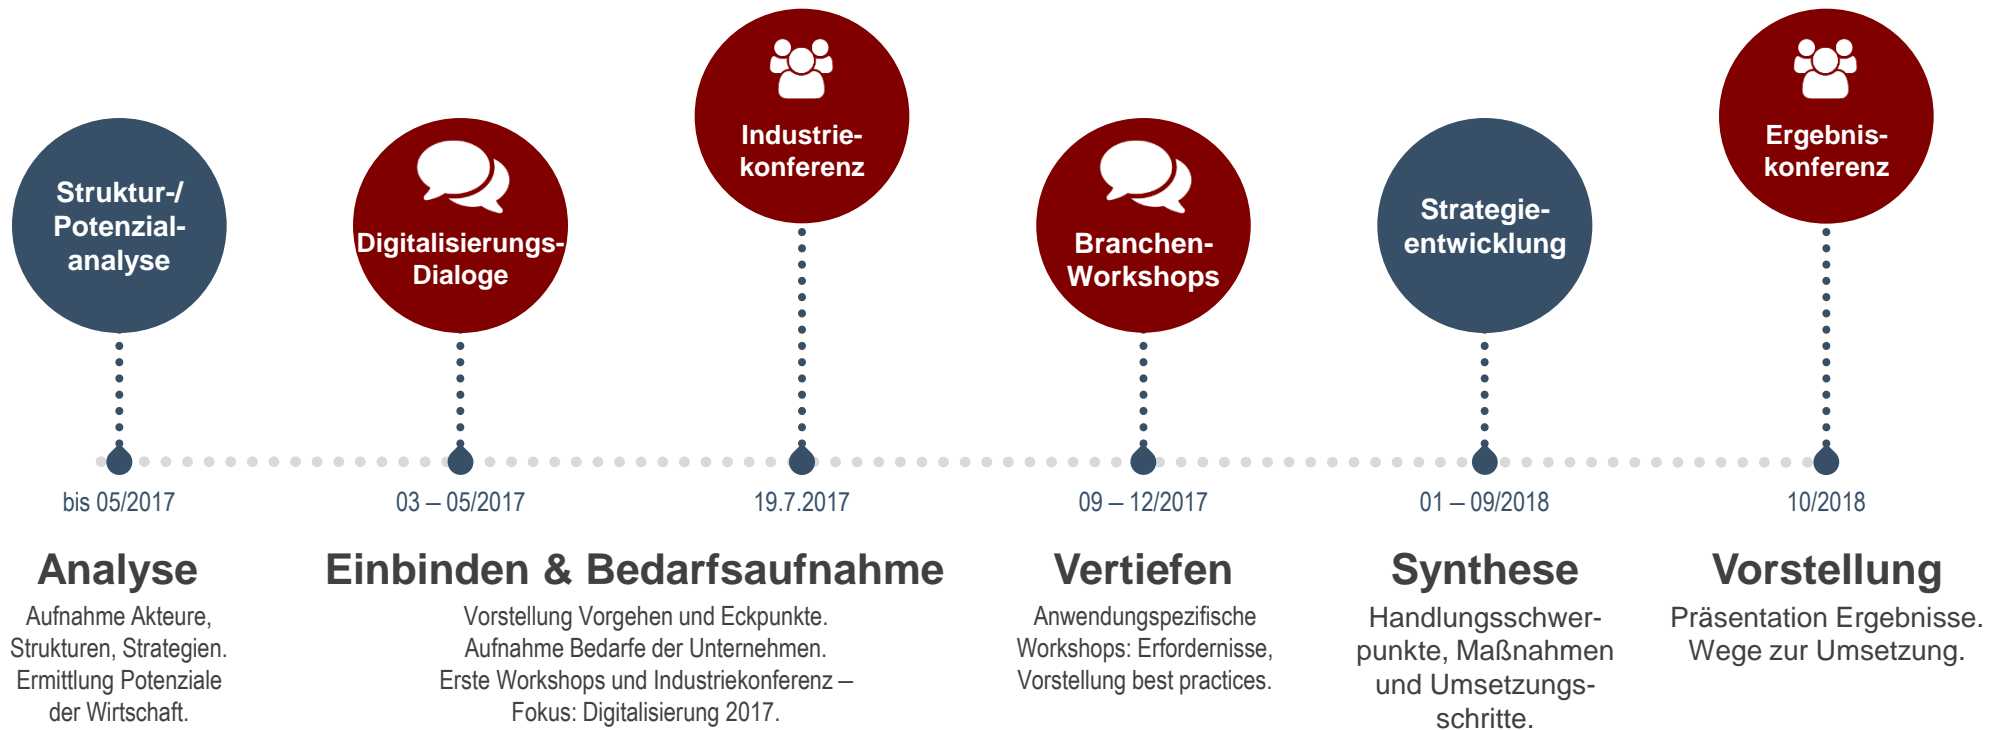 Struktur-/
Potenzial-
analyse
Digitalisierungs-
Dialoge
Industrie-
konferenz
Branchen-
Workshops
Strategie-
entwicklung
Ergebnis-
konferenz
bis 05/2017
03 – 05/2017
19.7.2017
09 – 12/2017
01 – 09/2018
10/2018
Analyse
Aufnahme Akteure,
Strukturen, Strategien.
Ermittlung Potenziale
der Wirtschaft.
Einbinden & Bedarfsaufnahme
Vorstellung Vorgehen und Eckpunkte.
Aufnahme Bedarfe der Unternehmen.
Erste Workshops und Industriekonferenz –
Fokus: Digitalisierung 2017.
Vertiefen
Anwendungspezifische
Workshops: Erfordernisse,
Vorstellung best practices.
Synthese
Handlungsschwer-
punkte, Maßnahmen
und Umsetzungs-
schritte.
Vorstellung
Präsentation Ergebnisse.
Wege zur Umsetzung.